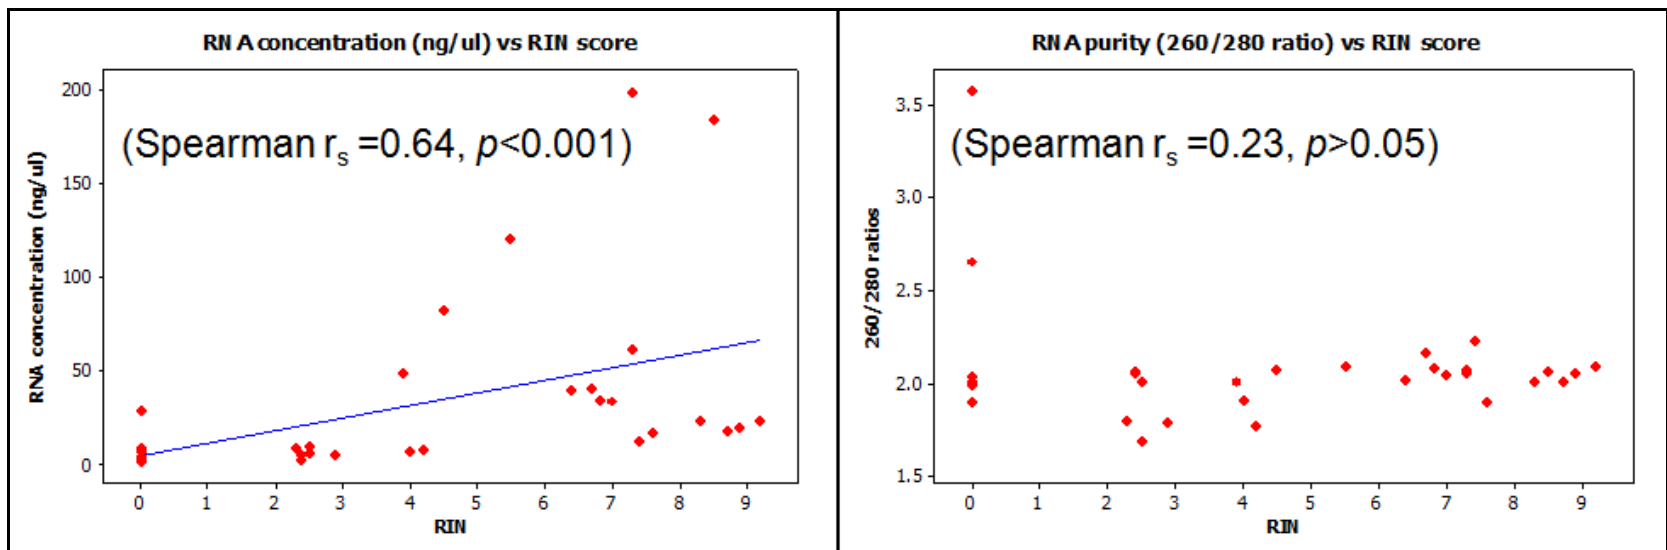 RNA concentration (ng/ul) vs RIN score
(Spearman rs =0.64, p<0.001)
RNA concentration (ng/ul)
200
150
100
50
0
0 1 2 3 4 5 6 7 8 9
RIN
RNA purity (260/280 ratio) vs RIN score
(Spearman rs =0.23, p>0.05)
260/280 ratios
3.5
3.0
2.5
2.0
1.5
0 1 2 3 4 5 6 7 8 9
RIN